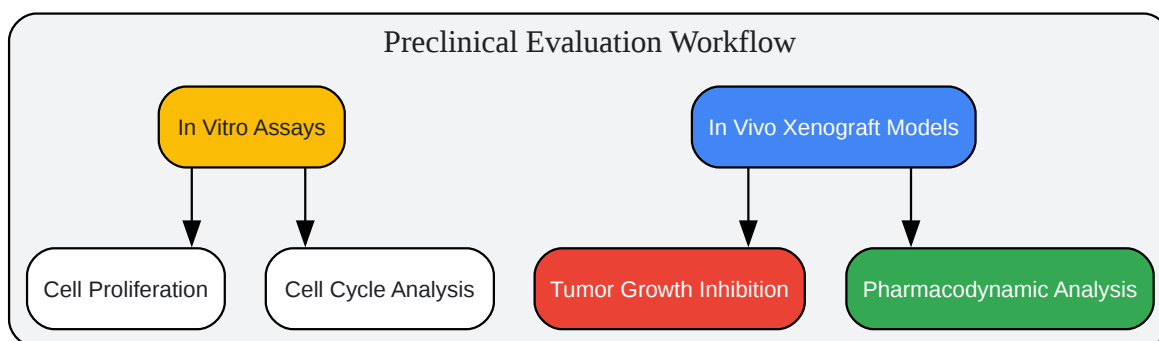 Preclinical Evaluation Workflow
In Vitro Assays
In Vivo Xenograft Models
Cell Proliferation
Cell Cycle Analysis
Tumor Growth Inhibition
Pharmacodynamic Analysis